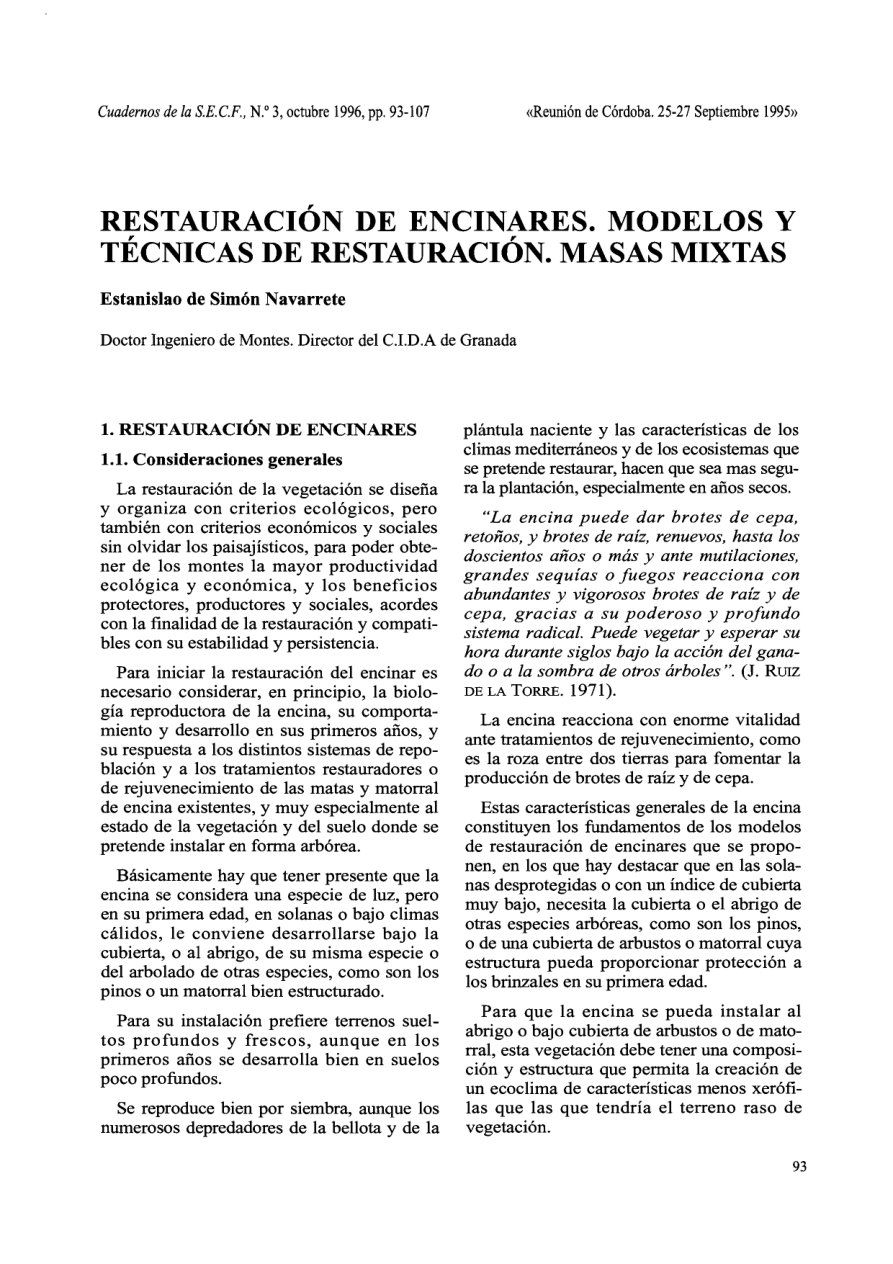 Cuadernos de la S.E.C.F., N.º 3, octubre 1996, pp. 93-107
«Reunión de Córdoba. 25-27 Septiembre 1995»
RESTAURACIÓN DE ENCINARES. MODELOS Y
TÉCNICAS DE RESTAURACIÓN. MASAS MIXTAS
Estanislao de Simón Navarrete
Doctor Ingeniero de Montes. Director del C.I.D.A de Granada
1. RESTAURACIÓN DE ENCINARES
1.1. Consideraciones generales
La restauración de la vegetación se diseña
y organiza con criterios ecológicos, pero
también con criterios económicos y sociales
sin olvidar los paisajísticos, para poder obte-
ner de los montes la mayor productividad
ecológica y económica, y los beneficios
protectores, productores y sociales, acordes
con la finalidad de la restauración y compati-
bles con su estabilidad y persistencia.
Para iniciar la restauración del encinar es
necesario considerar, en principio, la biolo-
gía reproductora de la encina, su comporta-
miento y desarrollo en sus primeros años, y
su respuesta a los distintos sistemas de repo-
blación y a los tratamientos restauradores o
de rejuvenecimiento de las matas y matorral
de encina existentes, y muy especialmente al
estado de la vegetación y del suelo donde se
pretende instalar en forma arbórea.
Básicamente hay que tener presente que la
encina se considera una especie de luz, pero
en su primera edad, en solanas o bajo climas
cálidos, le conviene desarrollarse bajo la
cubierta, o al abrigo, de su misma especie o
del arbolado de otras especies, como son los
pinos o un matorral bien estructurado.
Para su instalación prefiere terrenos suel-
tos profundos y frescos, aunque en los
primeros años se desarrolla bien en suelos
poco profundos.
Se reproduce bien por siembra, aunque los
numerosos depredadores de la bellota y de la
plántula naciente y las características de los
climas mediterráneos y de los ecosistemas que
se pretende restaurar, hacen que sea mas segu-
ra la plantación, especialmente en años secos.
"La encina puede dar brotes de cepa,
retoños, y brotes de raíz, renuevos, hasta los
doscientos años o más y ante mutilaciones,
grandes sequías o fuegos reacciona con
abundantes y vigorosos brotes de raíz y de
cepa, gracias a su poderoso y profundo
sistema radical. Puede vegetar y esperar su
hora durante siglos bajo la acción del gana-
do o a la sombra de otros árboles". (J. RUIZ
DE LA TORRE. 1971).
La encina reacciona con enorme vitalidad
ante tratamientos de rejuvenecimiento, como
es la roza entre dos tierras para fomentar la
producción de brotes de raíz y de cepa.
Estas características generales de la encina
constituyen los fundamentos de los modelos
de restauración de encinares que se propo-
nen, en los que hay destacar que en las sola-
nas desprotegidas o con un índice de cubierta
muy bajo, necesita la cubierta o el abrigo de
otras especies arbóreas, como son los pinos,
o de una cubierta de arbustos o matorral cuya
estructura pueda proporcionar protección a
los brinzales en su primera edad.
Para que la encina se pueda instalar al
abrigo o bajo cubierta de arbustos o de mato-
rral, esta vegetación debe tener una composi-
ción y estructura que permita la creación de
un ecoclima de características menos xerófi-
las que las que tendría el terreno raso de
vegetación.
93